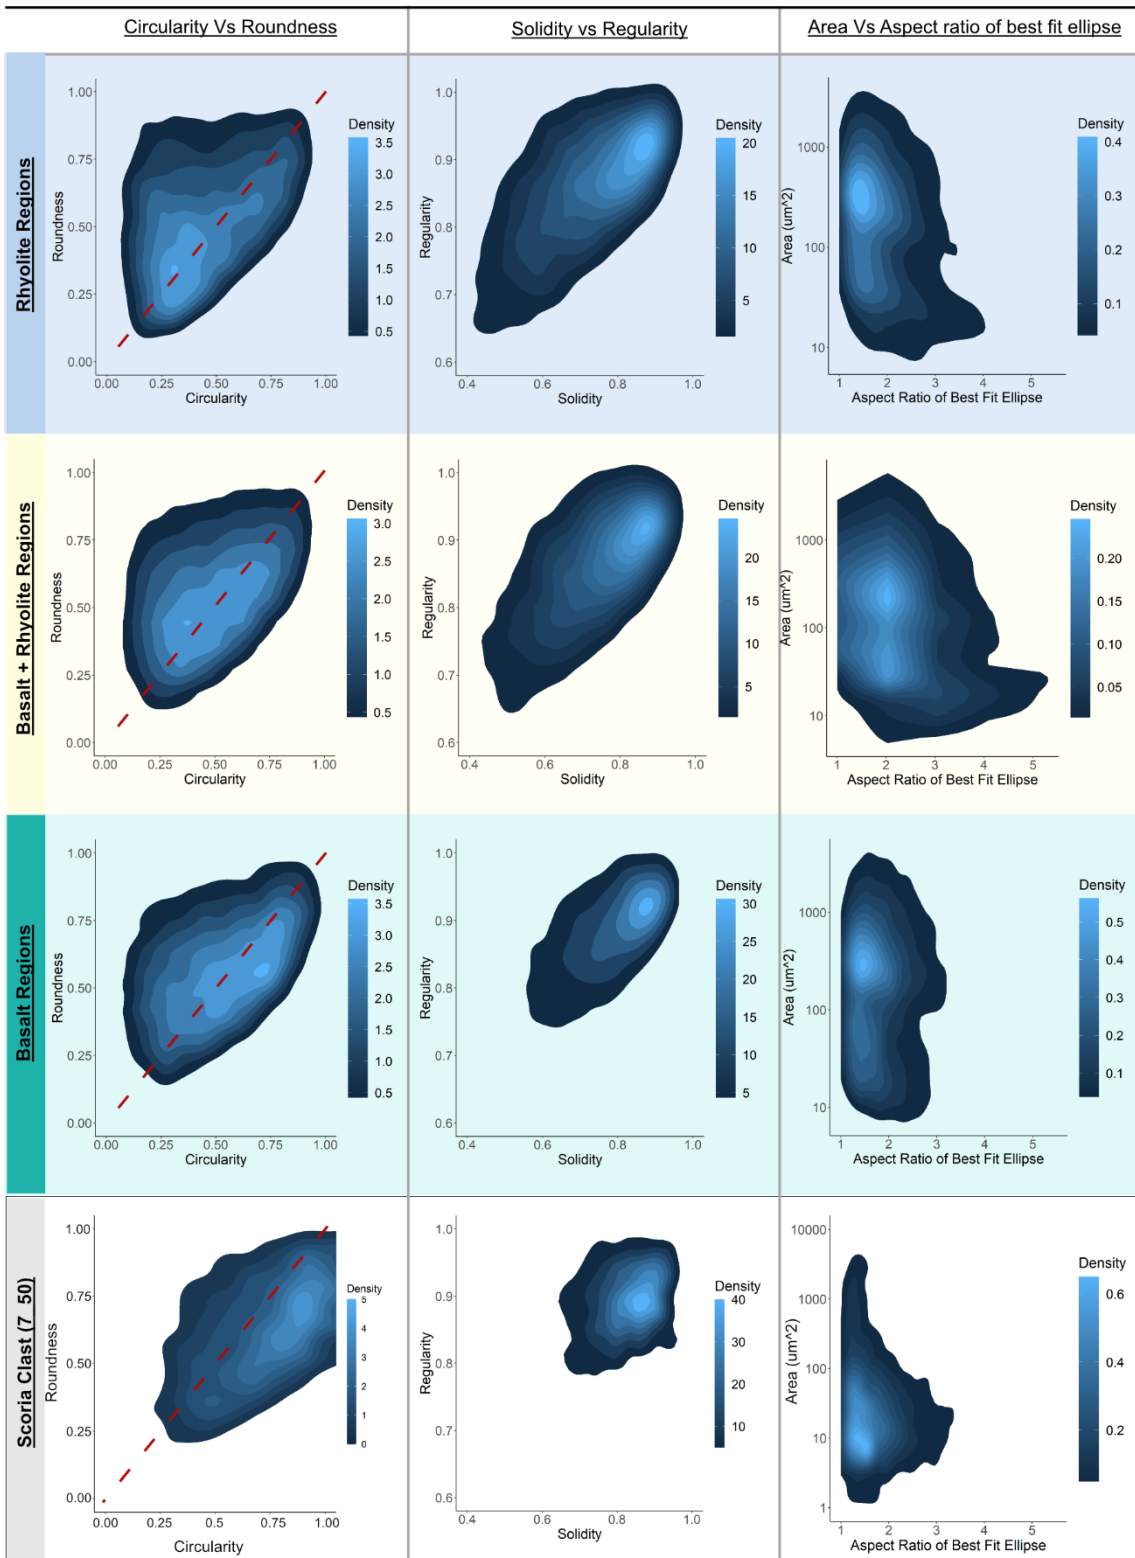 Circularity Vs Roundness
Solidity vs Regularity
Area Vs Aspect ratio of best fit ellipse
Rhyolite Regions
Roundness
1.00
0.75
0.50
0.25
0.00
0.00 0.25 0.50 0.75 1.00
Circularity
Density
3.5
3.0
2.5
2.0
1.5
1.0
0.5
Regularity
1.0
0.9
0.8
0.7
0.6
0.4 0.6 0.8 1.0
Solidity
Density
20
15
10
5
Area (um^2)
1000
100
10
1 2 3 4 5
Aspect Ratio of Best Fit Ellipse
Density
0.4
0.3
0.2
0.1
Basalt + Rhyolite Regions
Roundness
1.00
0.75
0.50
0.25
0.00
0.00 0.25 0.50 0.75 1.00
Circularity
Density
3.0
2.5
2.0
1.5
1.0
0.5
Regularity
1.0
0.9
0.8
0.7
0.6
0.4 0.6 0.8 1.0
Solidity
Density
20
15
10
5
Area (um^2)
1000
100
10
1 2 3 4 5
Aspect Ratio of Best Fit Ellipse
Density
0.20
0.15
0.10
0.05
Basalt Regions
Roundness
1.00
0.75
0.50
0.25
0.00
0.00 0.25 0.50 0.75 1.00
Circularity
Density
3.5
3.0
2.5
2.0
1.5
1.0
0.5
Regularity
1.0
0.9
0.8
0.7
0.6
0.4 0.6 0.8 1.0
Solidity
Density
30
25
20
15
10
5
Area (um^2)
1000
100
10
1 2 3 4 5
Aspect Ratio of Best Fit Ellipse
Density
0.5
0.4
0.3
0.2
0.1
Scoria Clast (7_50)
Roundness
1.00
0.75
0.50
0.25
0.00
0.00 0.25 0.50 0.75 1.00
Circularity
Density
5
4
3
2
1
0
Regularity
1.0
0.9
0.8
0.7
0.6
0.4 0.6 0.8 1.0
Solidity
Density
40
30
20
10
Area (um^2)
10000
1000
100
10
1
1 2 3 4 5
Aspect Ratio of Best Fit Ellipse
Density
0.6
0.4
0.2